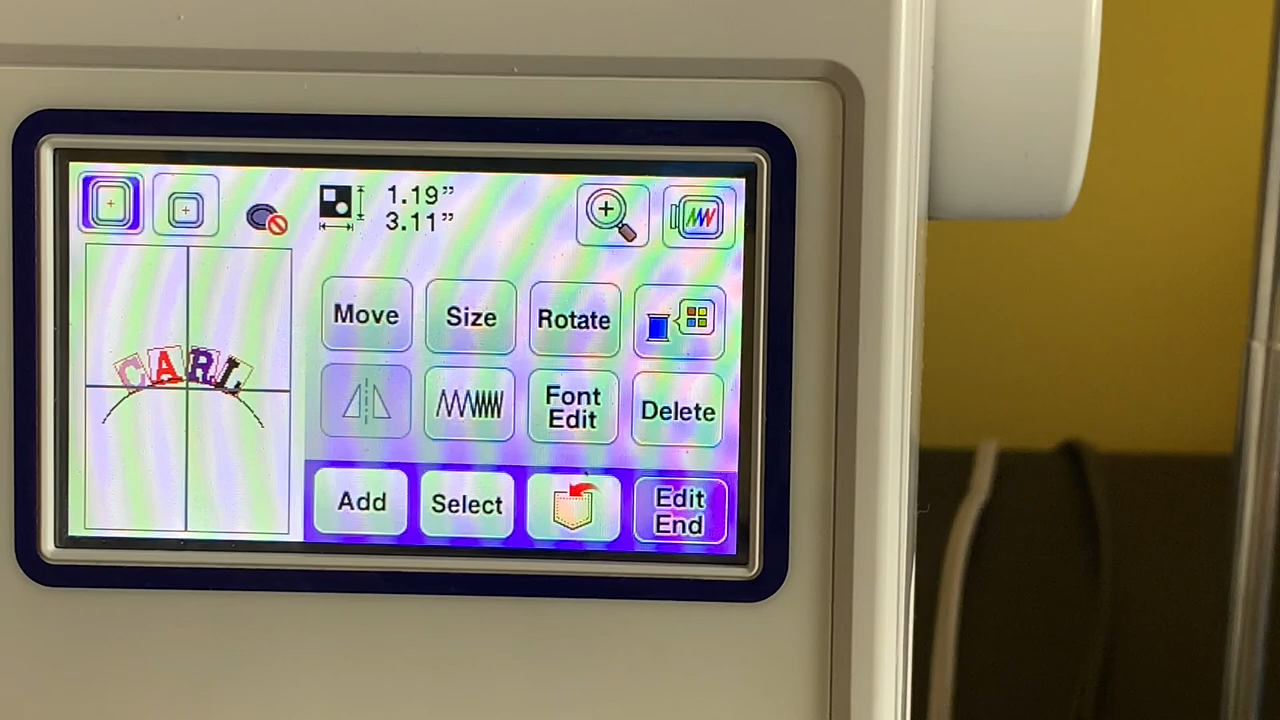 1.19”
3.11”
Move
Size
Rotate
CARL
Font
Edit
Delete
Add
Select
Edit
End